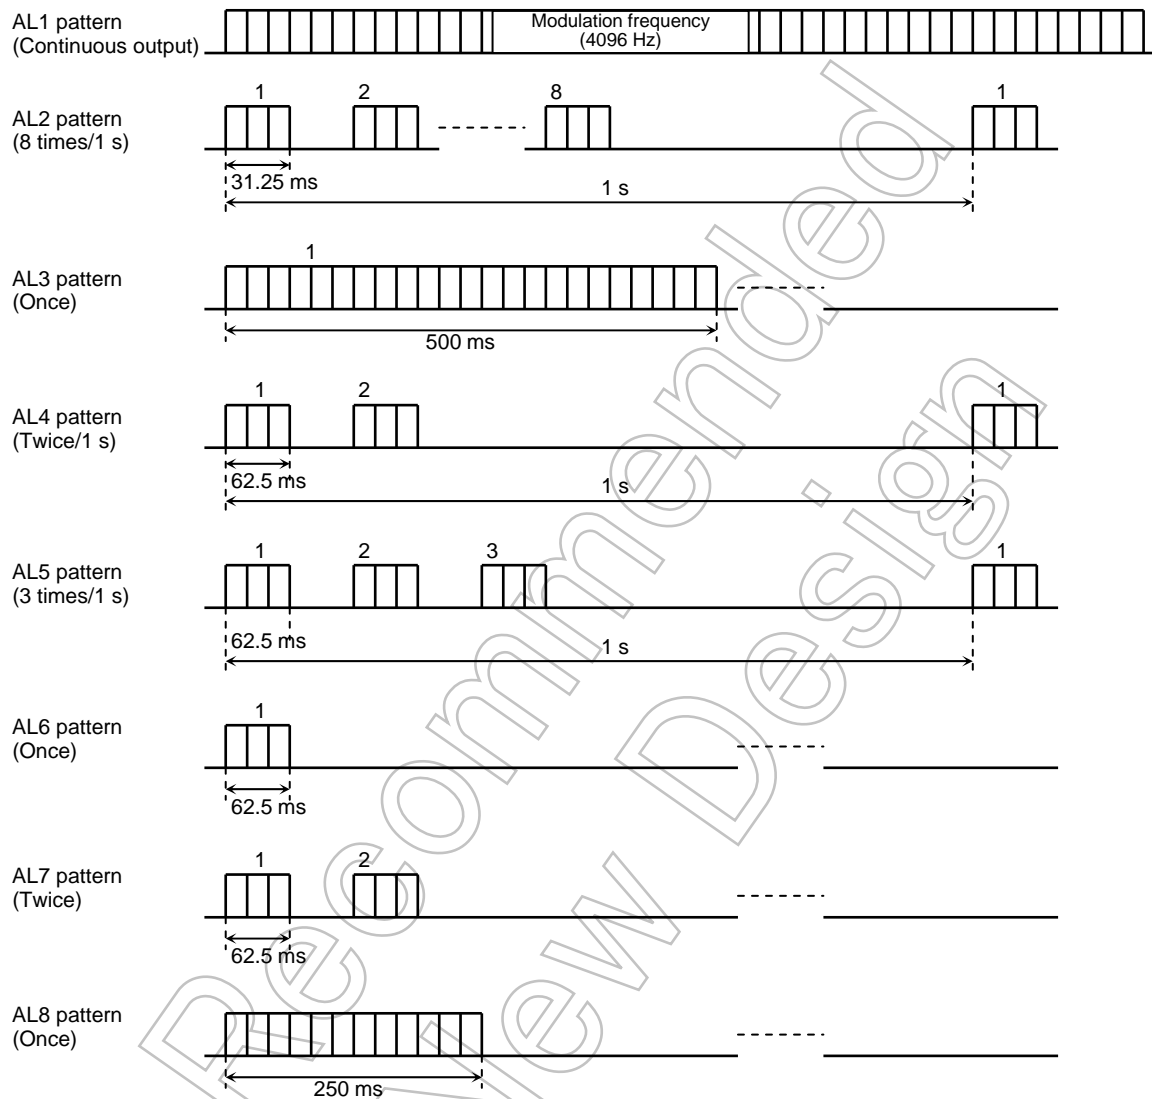 AL1 pattern
(Continuous output)
Modulation frequency
(4096 Hz)
AL2 pattern
(8 times/1 s)
1
2
8
1
31.25 ms
1 s
AL3 pattern
(Once)
1
500 ms
AL4 pattern
(Twice/1 s)
1
2
1
62.5 ms
1 s
AL5 pattern
(3 times/1 s)
1
2
3
1
62.5 ms
1 s
AL6 pattern
(Once)
1
62.5 ms
AL7 pattern
(Twice)
1
2
62.5 ms
AL8 pattern
(Once)
250 ms
Recommended
New Design